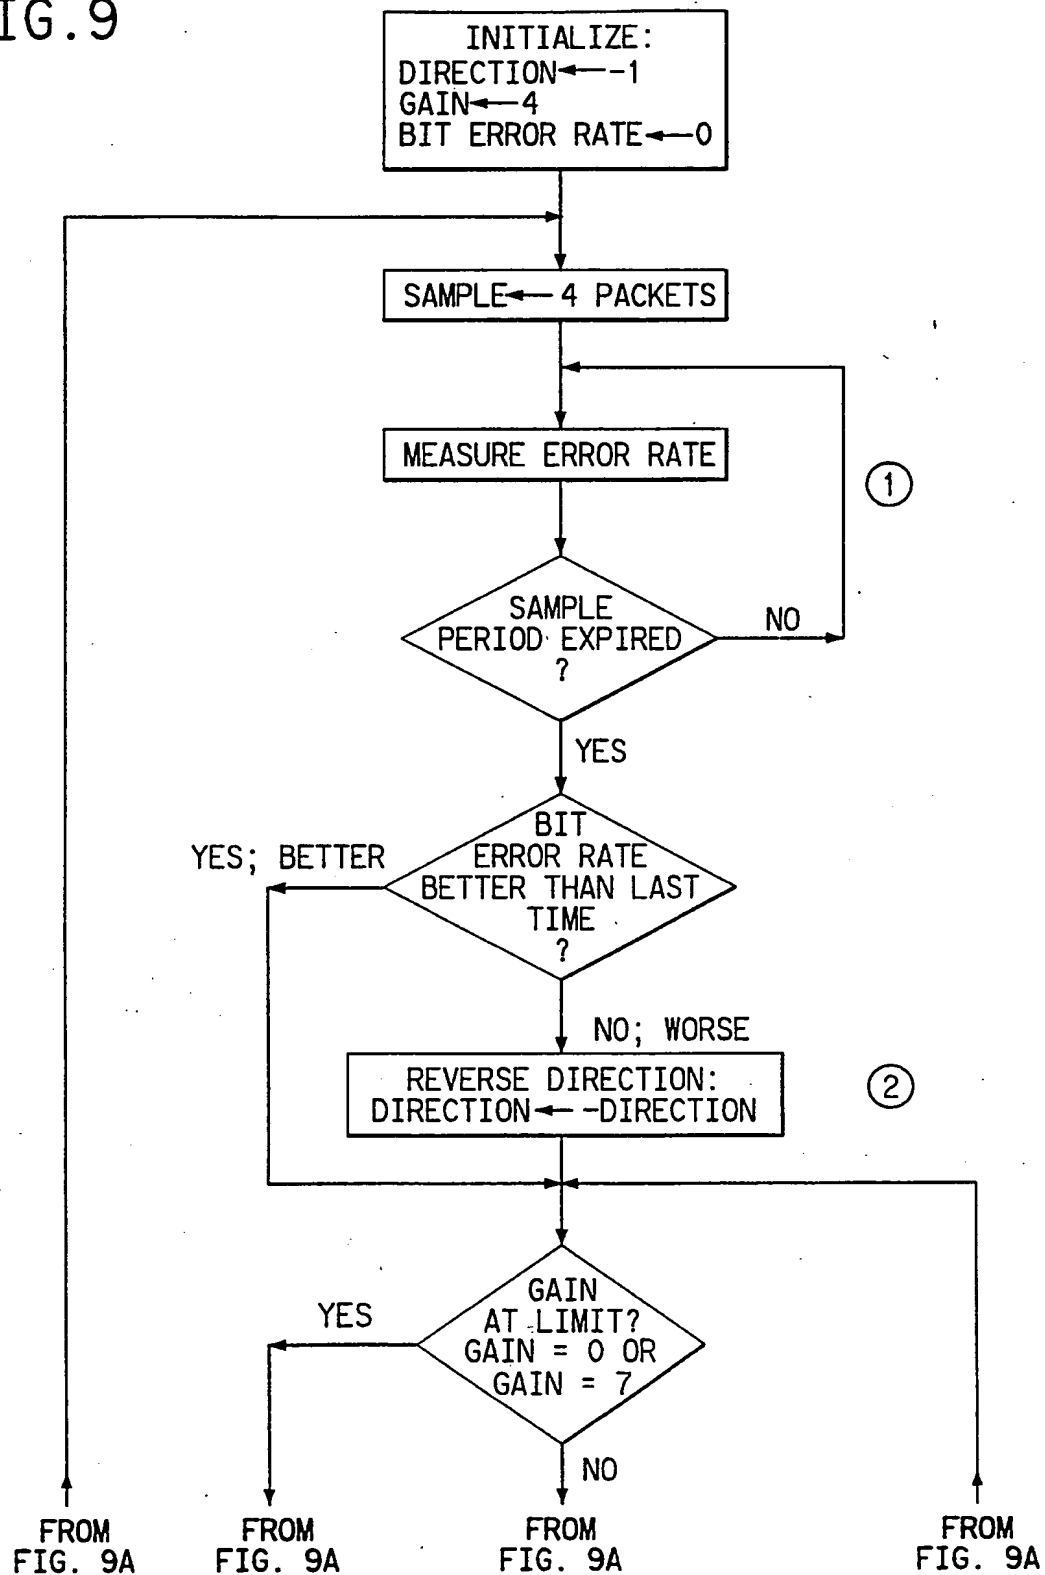 IG.9
INITIALIZE:
DIRECTION←-1
GAIN←4
BIT ERROR RATE←0
SAMPLE←4 PACKETS
MEASURE ERROR RATE
1
SAMPLE
PERIOD EXPIRED
?
NO
YES
BIT
ERROR RATE
BETTER THAN LAST
TIME
?
YES; BETTER
NO; WORSE
REVERSE DIRECTION:
DIRECTION←-DIRECTION
2
GAIN
AT LIMIT?
GAIN = 0 OR
GAIN = 7
YES
NO
FROM
FIG. 9A
FROM
FIG. 9A
FROM
FIG. 9A
FROM
FIG. 9A